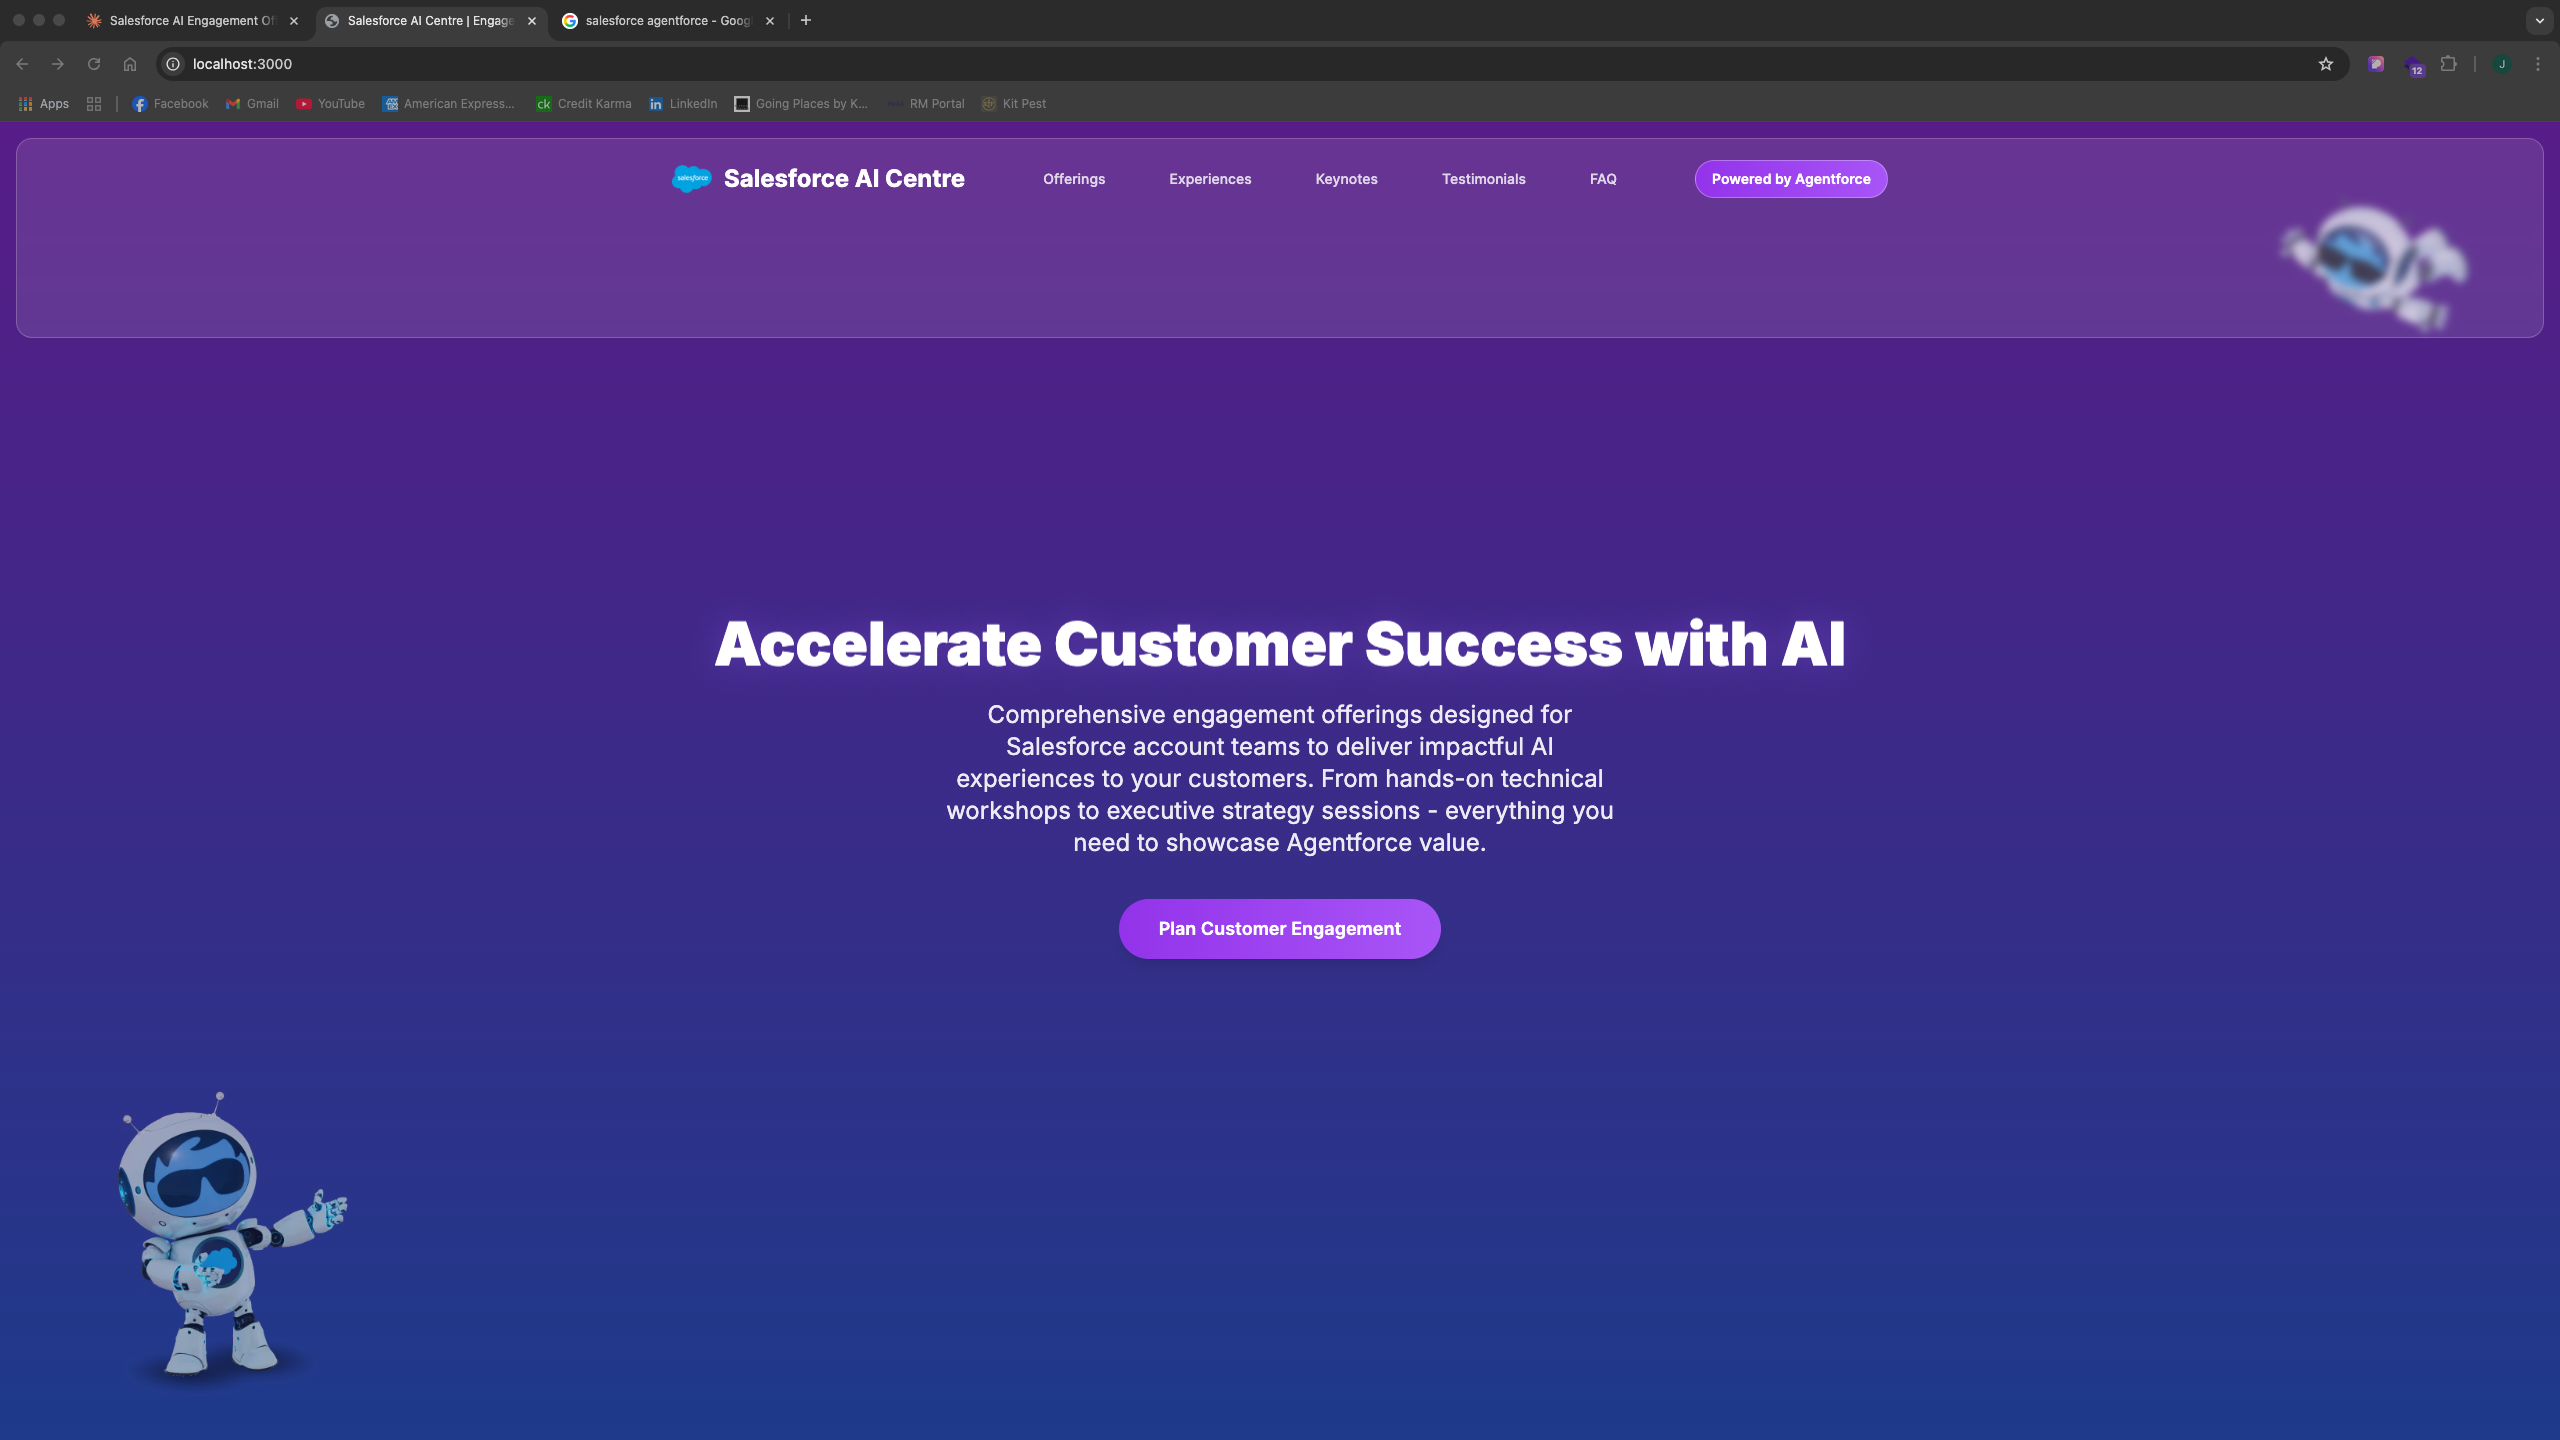 Salesforce AI Engagement Of
Salesforce AI Centre | Engage
salesforce agentforce - Goog
localhost:3000
12
J
Apps
Facebook
Gmail
YouTube
American Express...
ck
Credit Karma
in
LinkedIn
Going Places by K...
RM Portal
Kit Pest
salesforce
Salesforce AI Centre
Offerings
Experiences
Keynotes
Testimonials
FAQ
Powered by Agentforce
Accelerate Customer Success with AI
Comprehensive engagement offerings designed for
Salesforce account teams to deliver impactful AI
experiences to your customers. From hands-on technical
workshops to executive strategy sessions - everything you
need to showcase Agentforce value.
Plan Customer Engagement